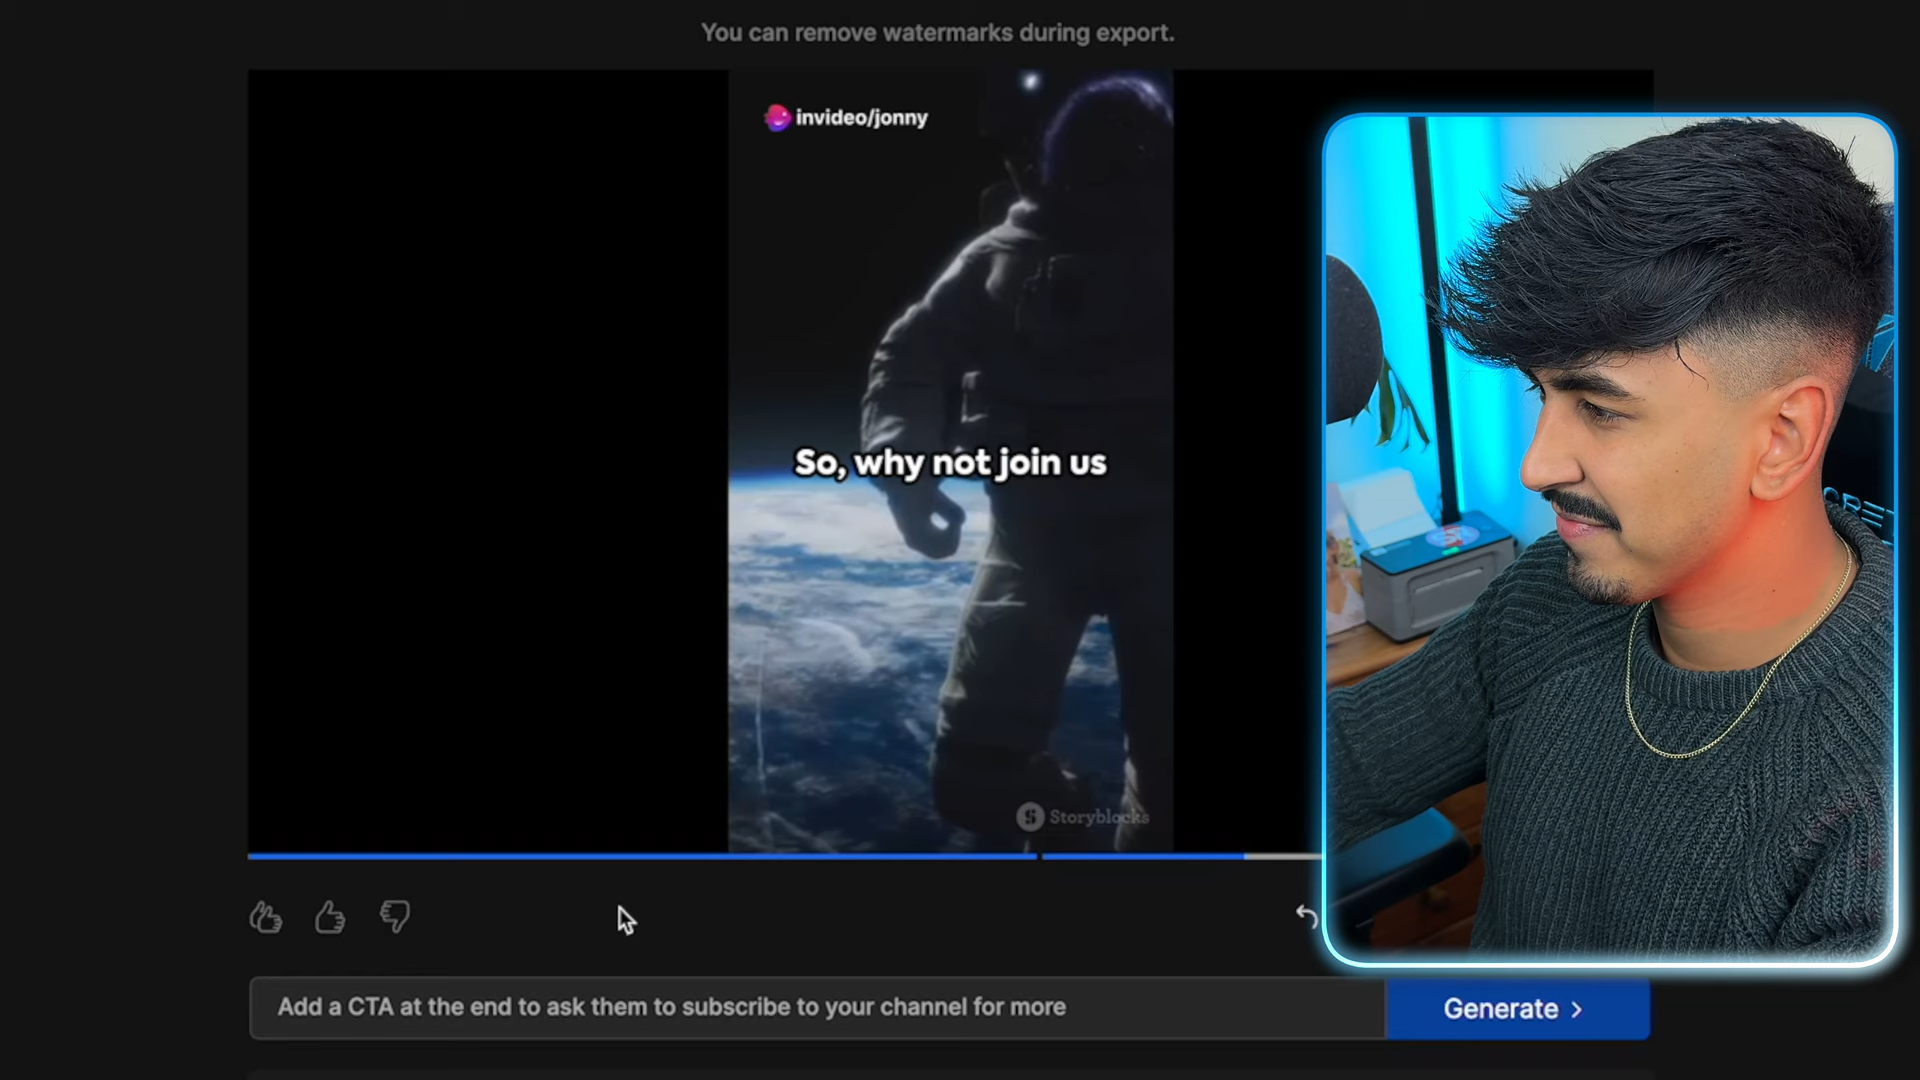 You can remove watermarks during export.
invideo/jonny
So, why not join us
Storyblocks
Add a CTA at the end to ask them to subscribe to your channel for more
Generate